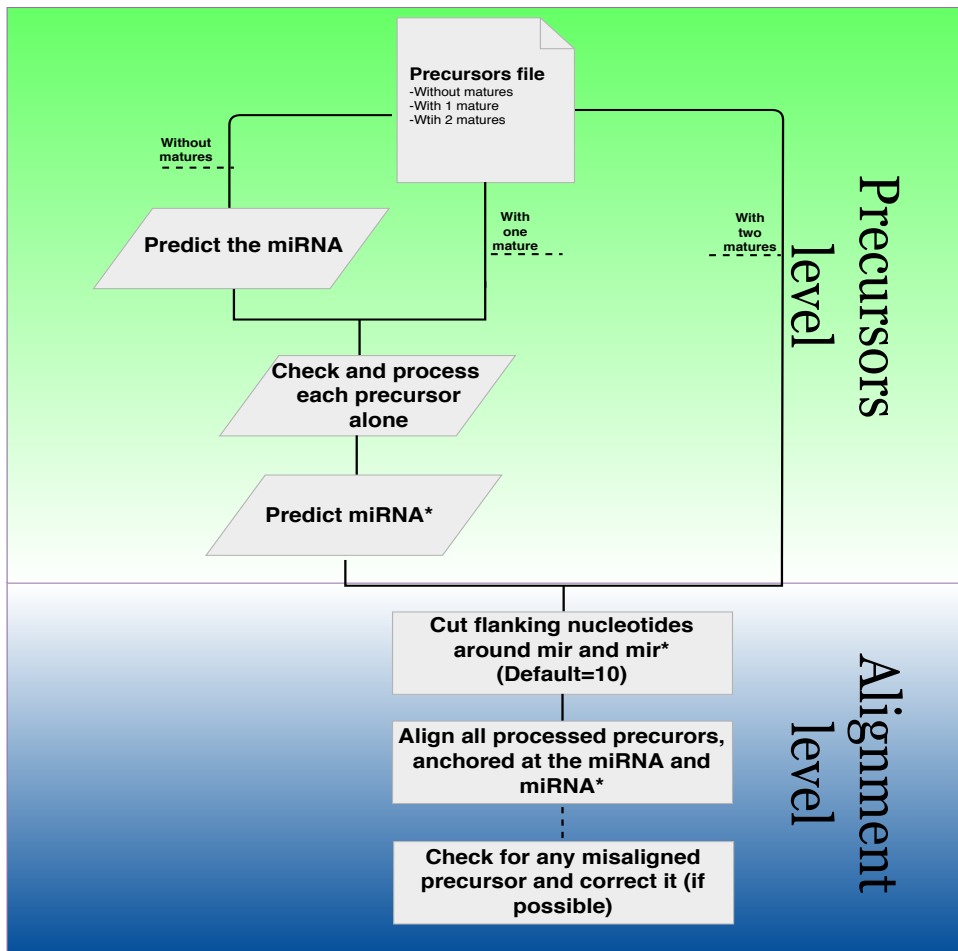 Precursors file
-Without matures
-With 1 mature
-Wtih 2 matures
Without
matures
Predict the miRNA
With
one
mature
With
two
matures
Check and process
each precursor
alone
Predict miRNA*
Precursors
level
Cut flanking nucleotides
around mir and mir*
(Default=10)
Align all processed precurors,
anchored at the miRNA and
miRNA*
Check for any misaligned
precursor and correct it (if
possible)
Alignment
level